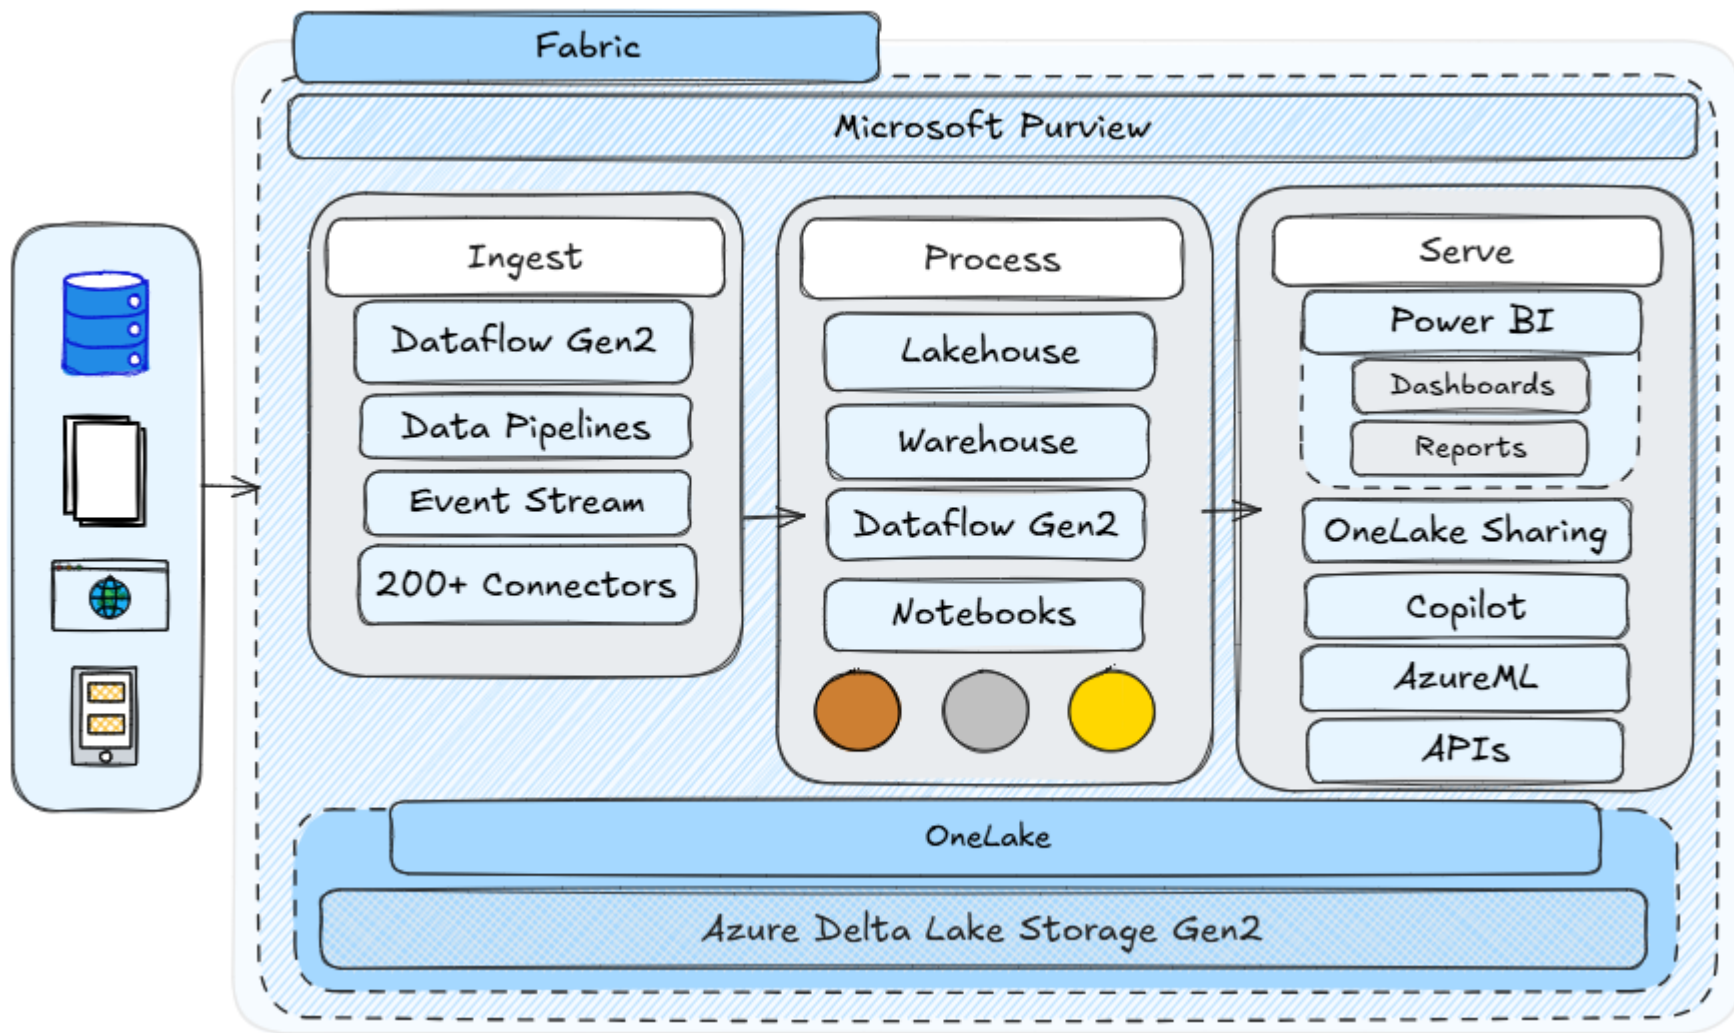 Fabric
Microsoft Purview
Ingest
Dataflow Gen2
Data Pipelines
Event Stream
200+ Connectors
Process
Lakehouse
Warehouse
Dataflow Gen2
Notebooks
Serve
Power BI
Dashboards
Reports
OneLake Sharing
Copilot
AzureML
APIs
OneLake
Azure Delta Lake Storage Gen2